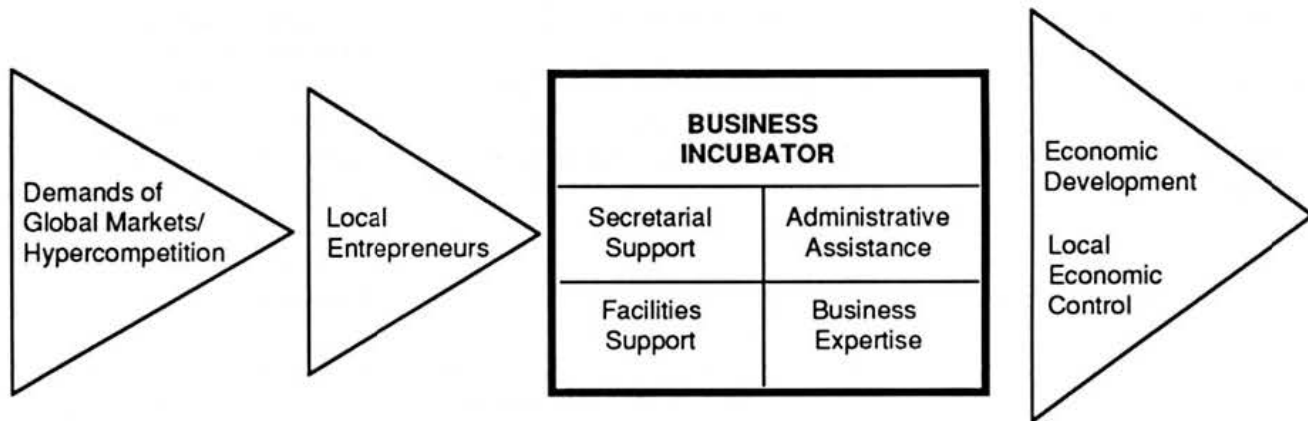 Demands of
Global Markets/
Hypercompetition
Local
Entrepreneurs
BUSINESS
INCUBATOR
Secretarial
Support
Administrative
Assistance
Facilities
Support
Business
Expertise
Economic
Development
Local
Economic
Control